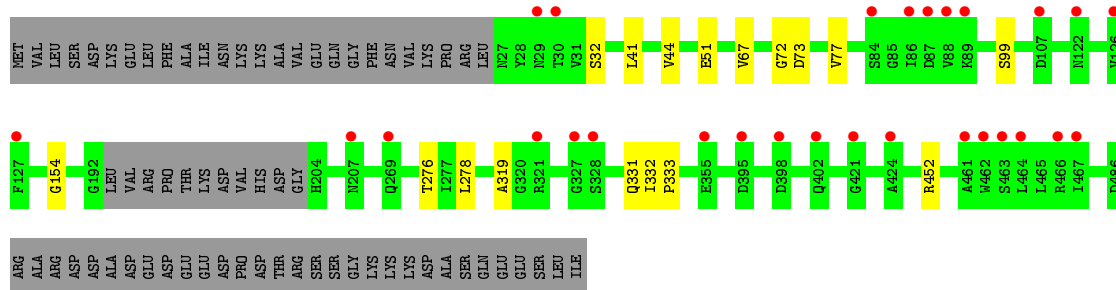 MET VAL LEU SER ASP LYS GLU LEU PHE ALA ILE ASN LYS LYS ALA VAL GLU GLN GLY PHE ASN VAL LYS PRO ARG LEU N27 Y28 N29 T30 V31 S32 L41 V44 E51 V67 G72 D73 V77 S84 G85 I86 D87 V88 K89 S99 D107 N122 V126
F127 G154 G192 LEU VAL ARG PRO THR LYS ASP VAL HIS ASP GLY H204 N207 Q269 T276 I277 L278 A319 G320 R321 G327 S328 Q331 I332 P333 E355 D395 D398 Q402 G421 A424 R452 A461 W462 S463 L464 L465 R466 I467 D486
ARG ALA ARG ASP ASP ALA ASP GLU ASP GLU GLU ASP PRO ASP THR ARG SER SER GLY LYS LYS LYS ASP ALA SER GLN GLU GLU SER LEU ILE